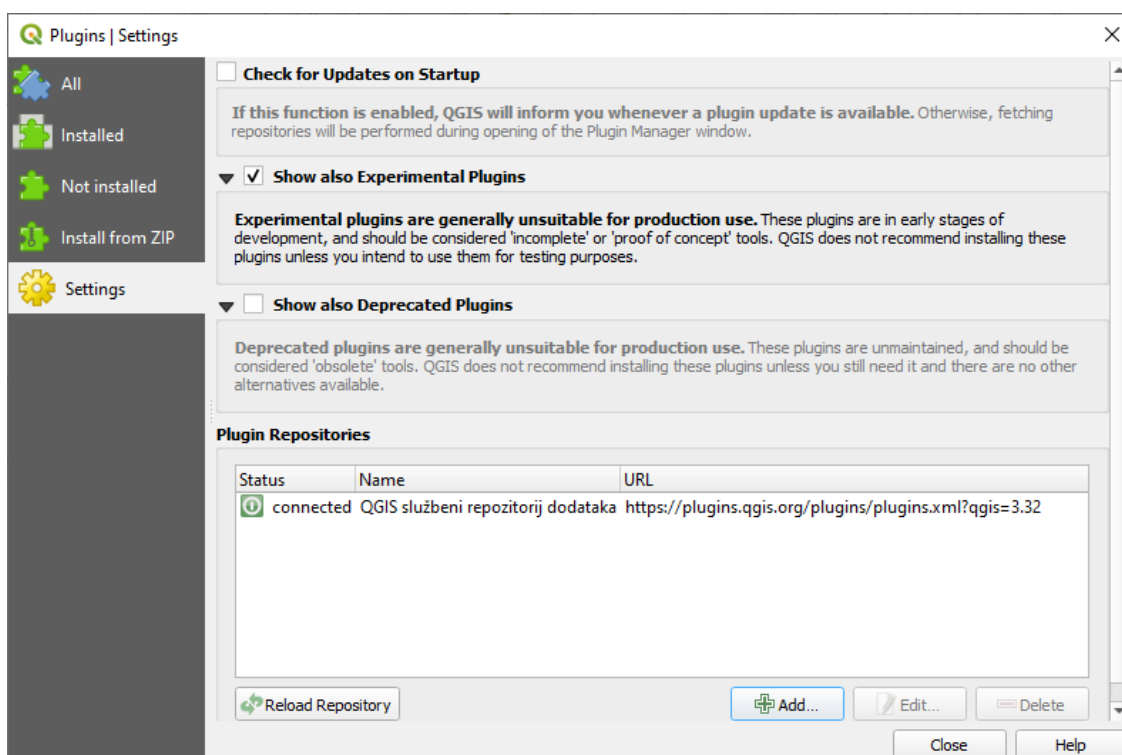 Plugins | Settings
All
Installed
Not installed
Install from ZIP
Settings
Check for Updates on Startup
If this function is enabled, QGIS will inform you whenever a plugin update is available. Otherwise, fetching
repositories will be performed during opening of the Plugin Manager window.
Show also Experimental Plugins
Experimental plugins are generally unsuitable for production use. These plugins are in early stages of
development, and should be considered 'incomplete' or 'proof of concept' tools. QGIS does not recommend installing these
plugins unless you intend to use them for testing purposes.
Show also Deprecated Plugins
Deprecated plugins are generally unsuitable for production use. These plugins are unmaintained, and should be
considered 'obsolete' tools. QGIS does not recommend installing these plugins unless you still need it and there are no other
alternatives available.
Plugin Repositories
Status Name URL
connected QGIS službeni repozitorij dodataka https://plugins.qgis.org/plugins/plugins.xml?qgis=3.32
Reload Repository Add... Edit... Delete
Close Help